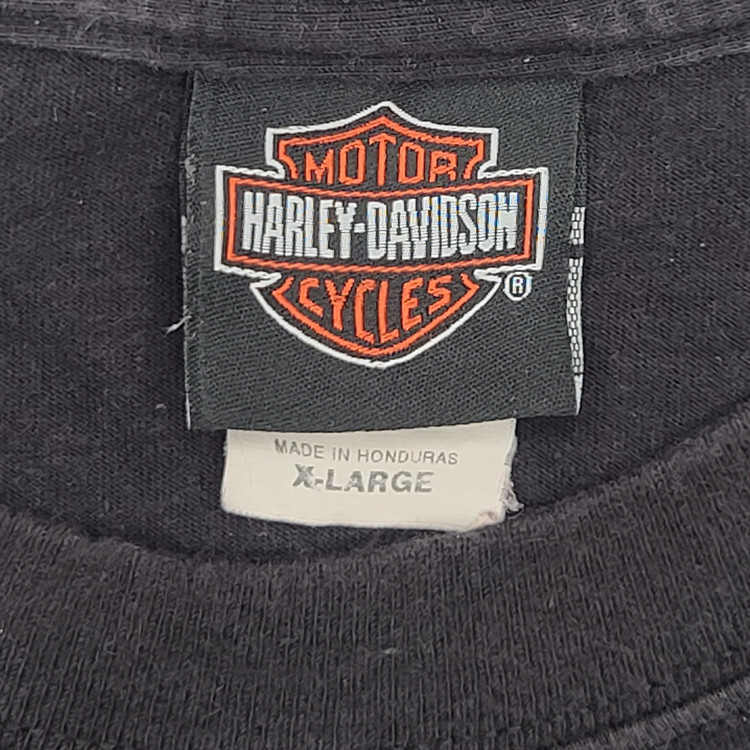 MOTOR
HARLEY-DAVIDSON
CYCLES
®
MADE IN HONDURAS
X-LARGE